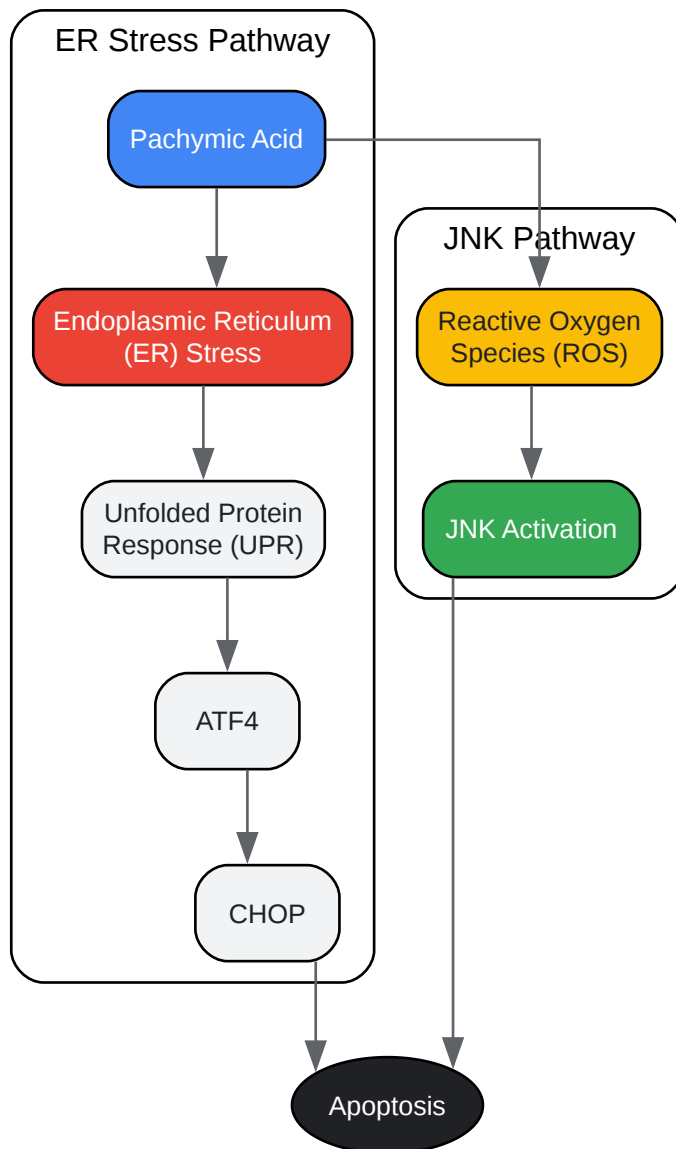 ER Stress Pathway
Pachymic Acid
JNK Pathway
Endoplasmic Reticulum
(ER) Stress
Reactive Oxygen
Species (ROS)
Unfolded Protein
Response (UPR)
JNK Activation
ATF4
CHOP
Apoptosis